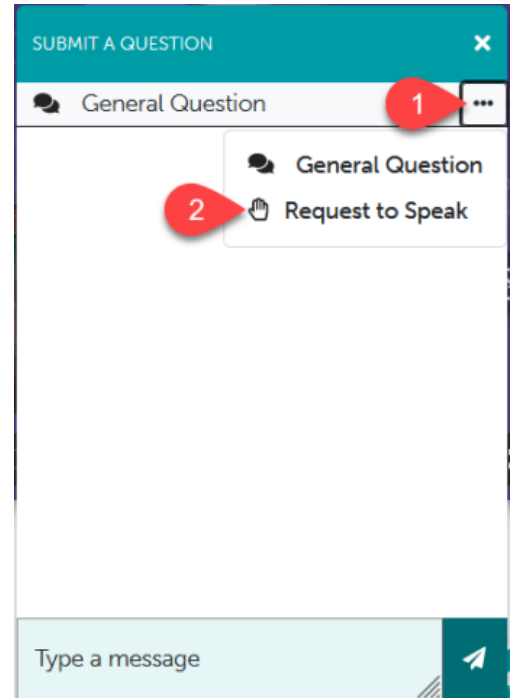 SUBMIT A QUESTION
General Question
1
General Question
2
Request to Speak
Type a message